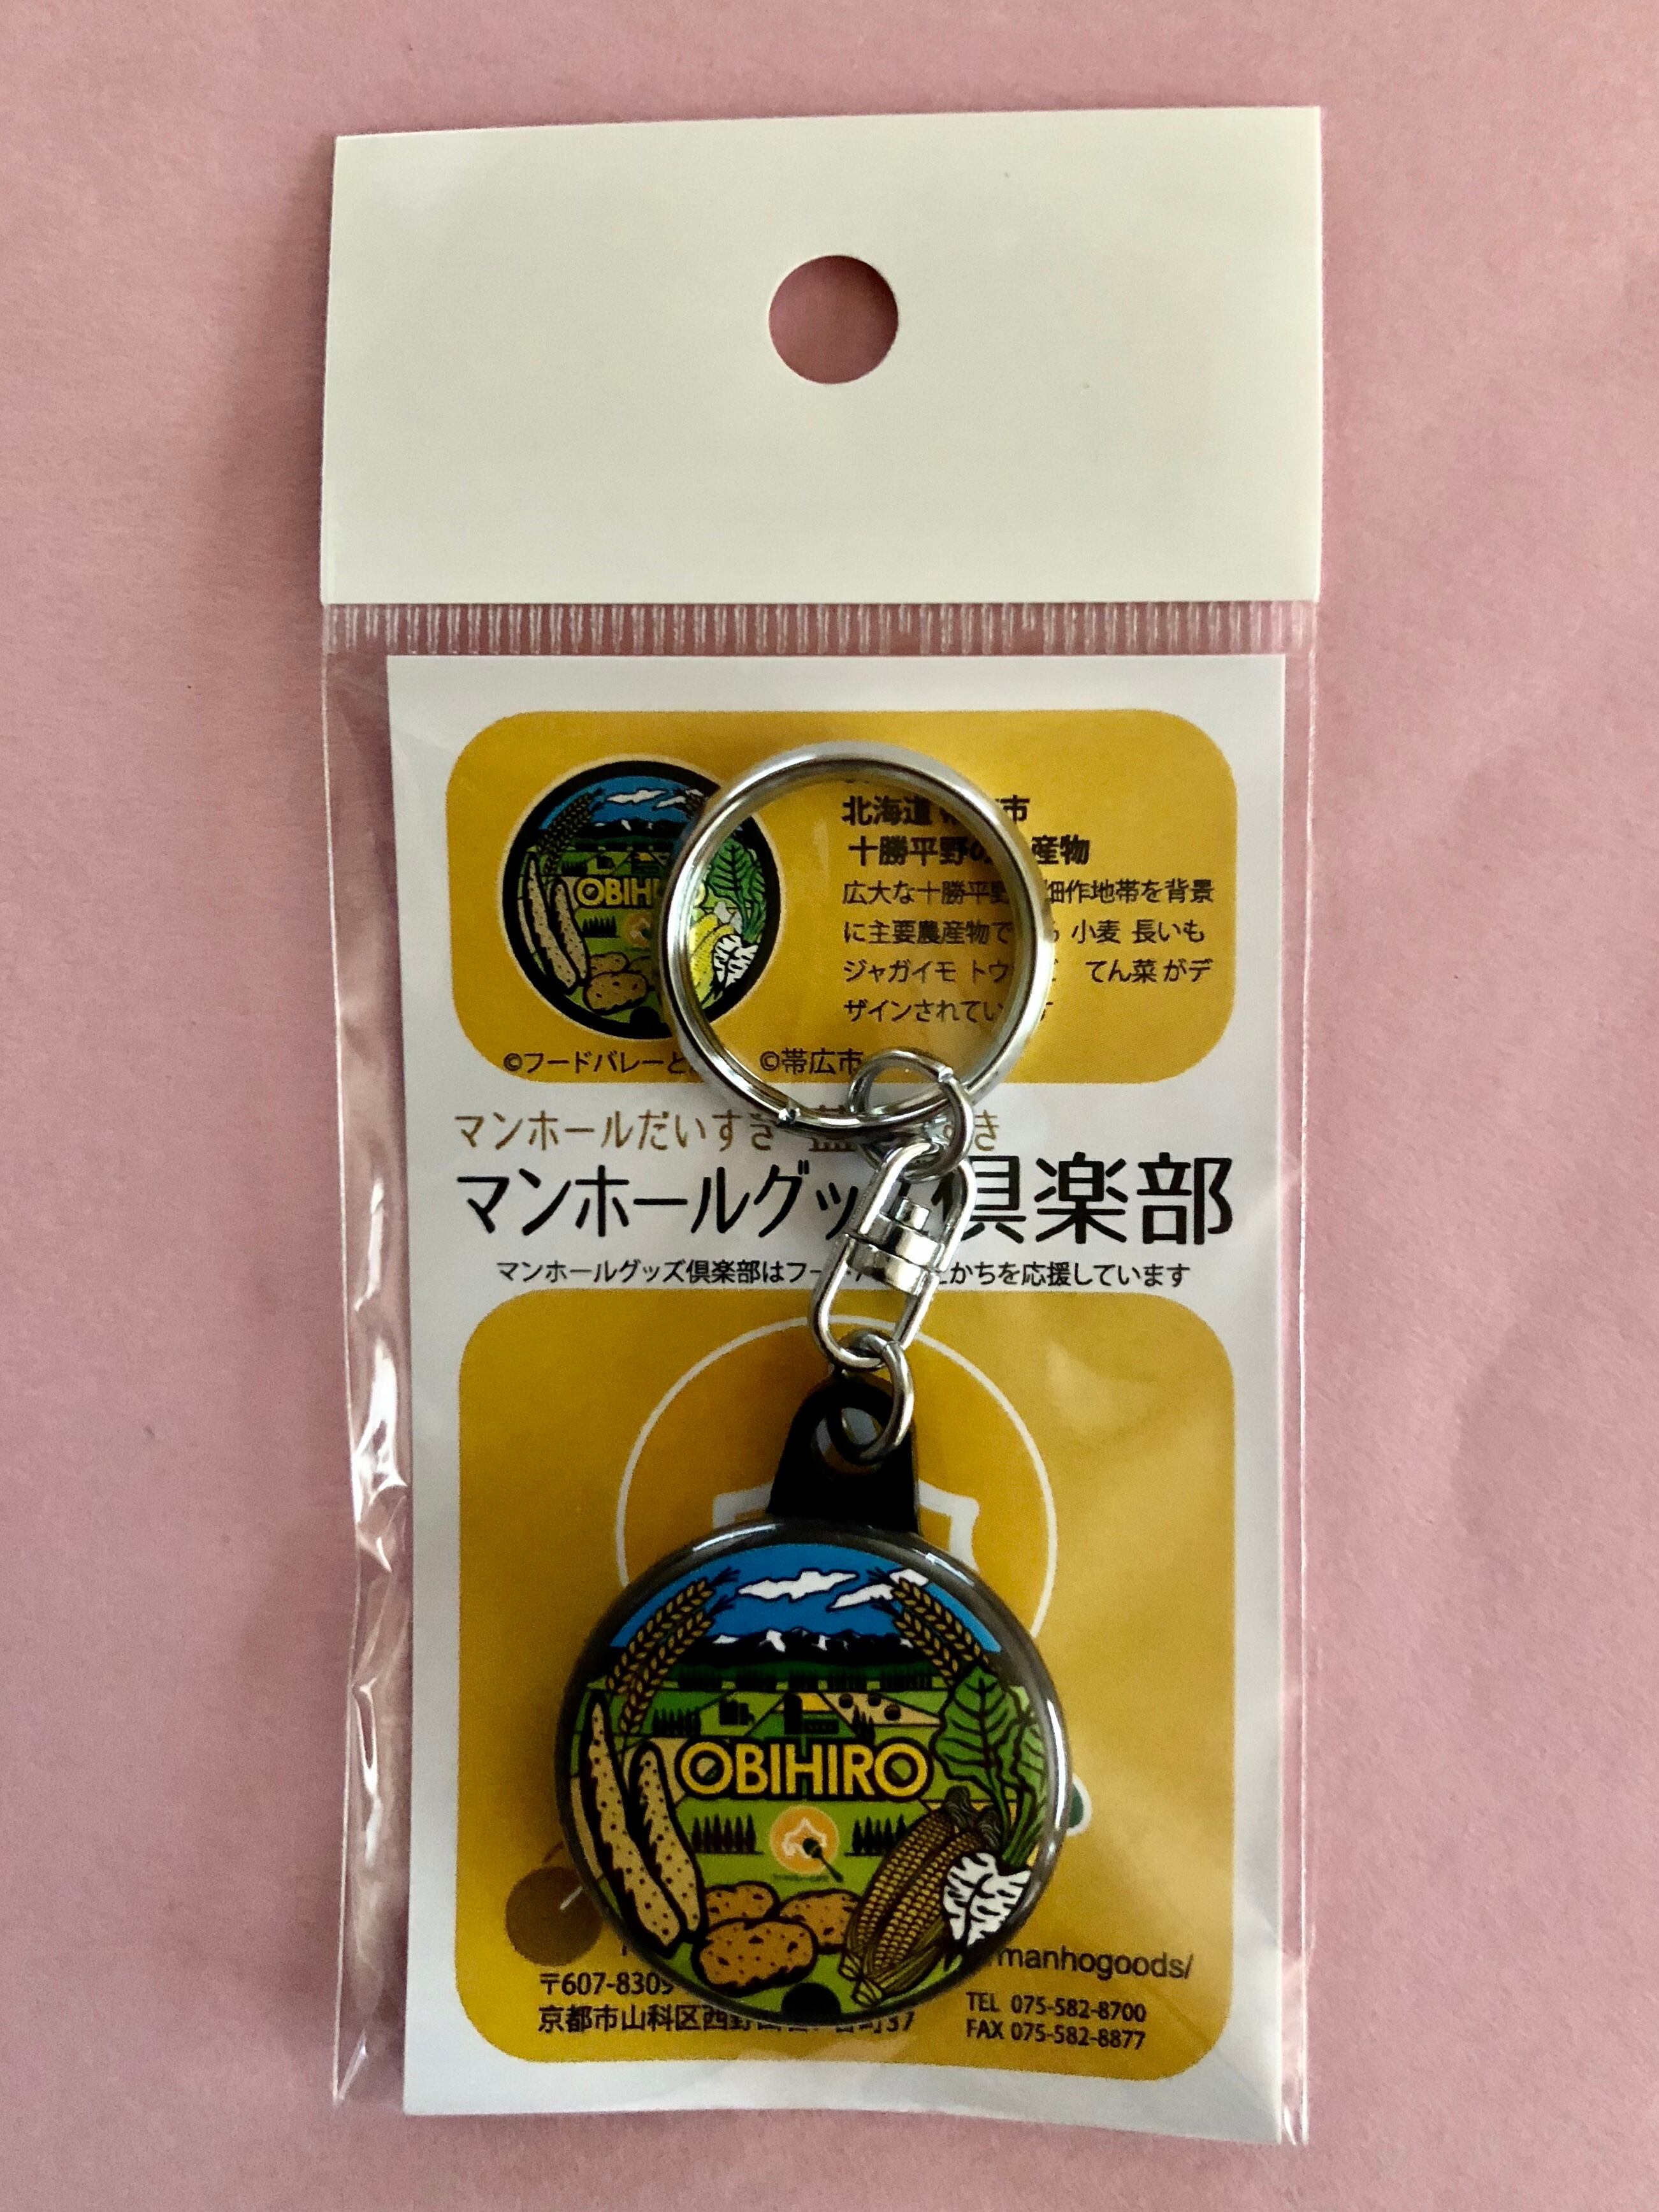 OBIHI
北海道 市
十勝平野の 産物
広大な十勝平野 畑作地帯を背景
に主要農産物で 小麦 長いも
ジャガイモ トウ てん菜 がデ
ザインされてい
©フードバレーと ©帯広市
マンホールだいすき き
マンホールグッズ倶楽部
マンホールグッズ倶楽部はフー かちを応援しています
OBIHIRO
manhogoods/
〒607-8309
京都市山科区西野 37
TEL 075-582-8700
FAX 075-582-8877